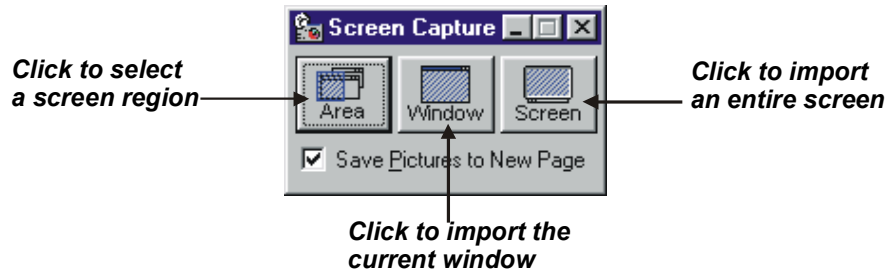 Screen Capture
Click to select
a screen region
Area
Window
Screen
Click to import
an entire screen
Save Pictures to New Page
Click to import the
current window